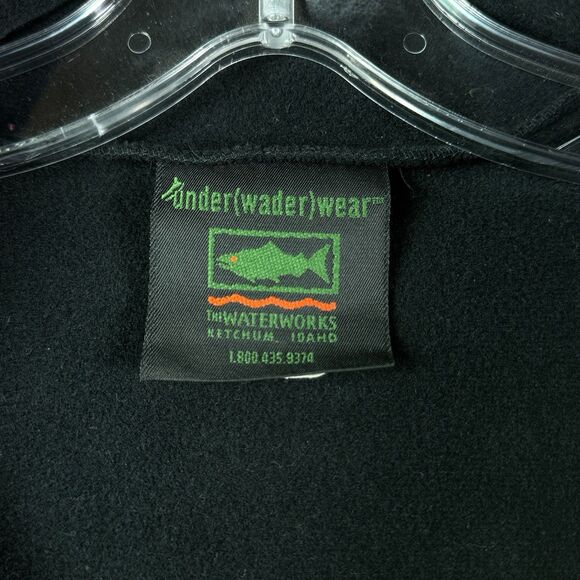 under(wader)wear™
THE WATERWORKS
KETCHUM, IDAHO
1.800.435.9374